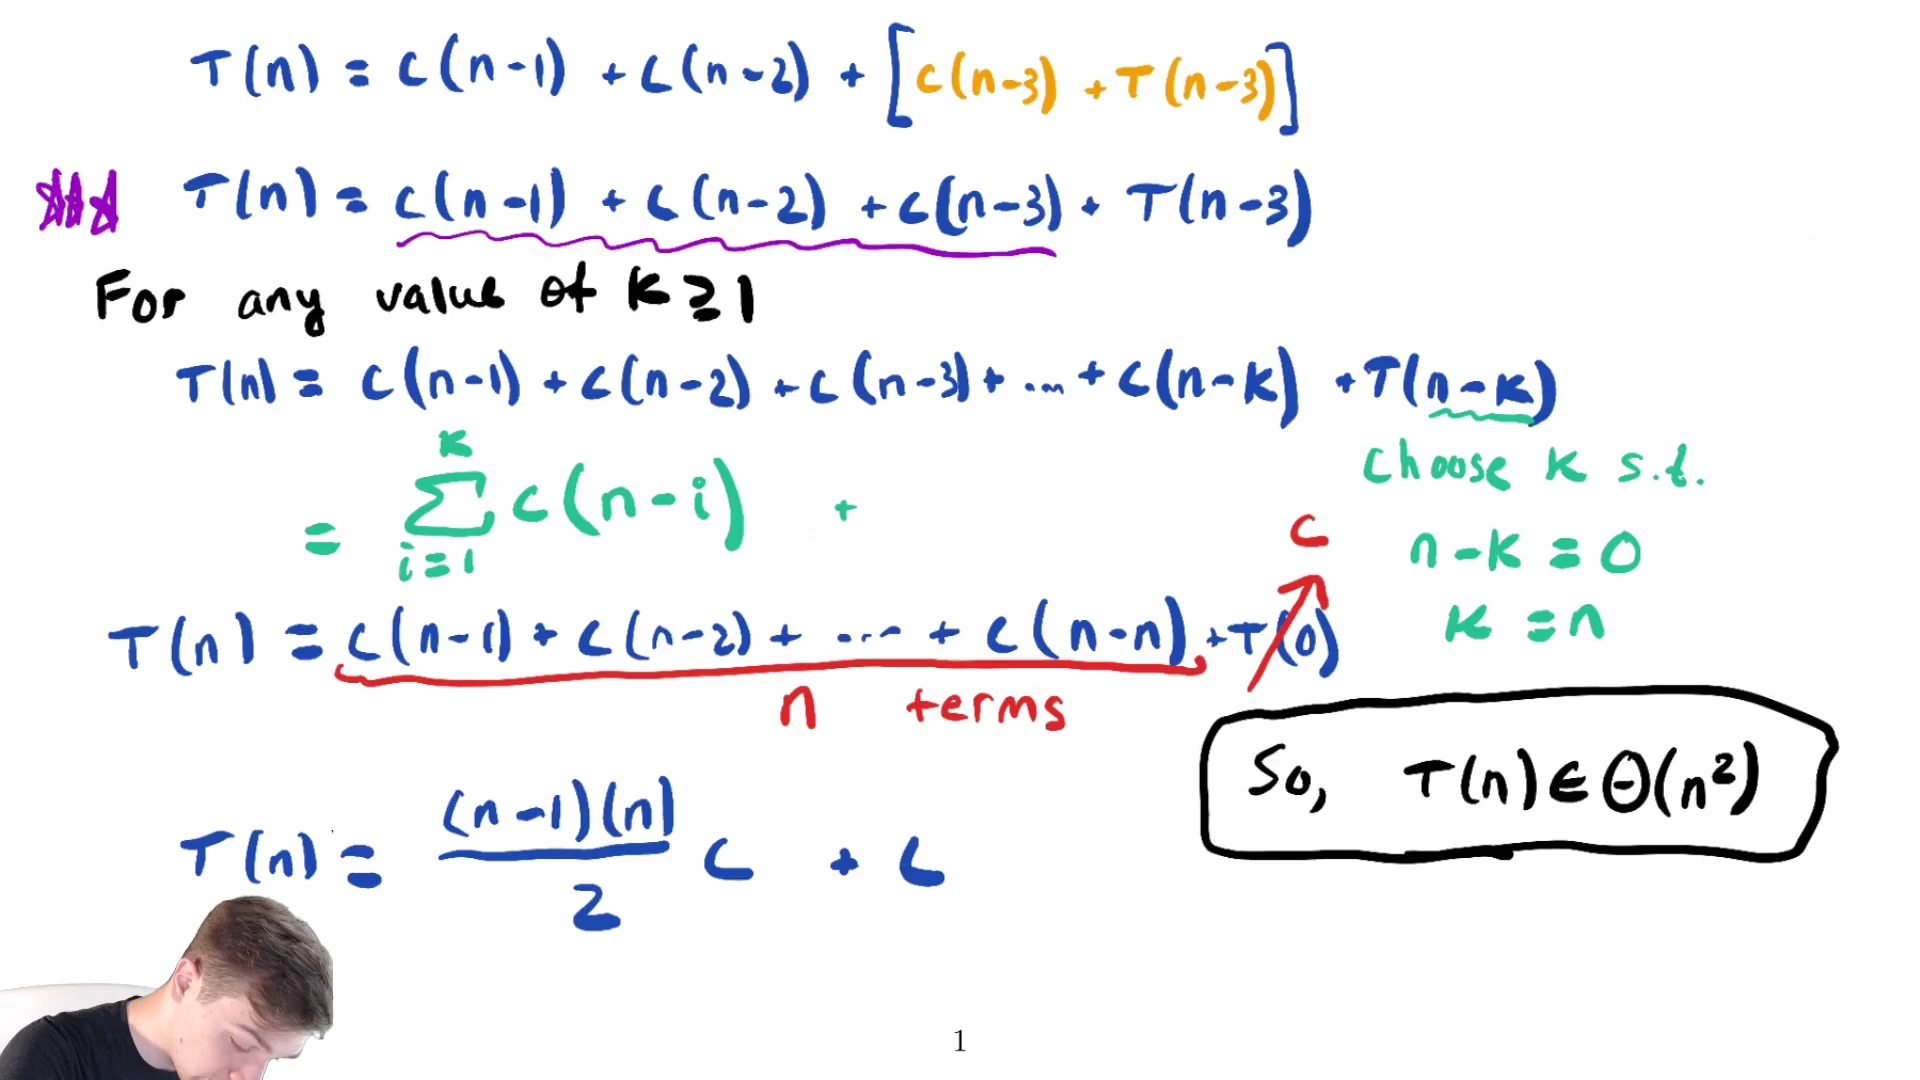 T(n) = c(n-1) + c(n-2) + [c(n-3) + T(n-3)]
T(n) = c(n-1) + c(n-2) + c(n-3) + T(n-3)
For any value of K ≥ 1
T(n) = c(n-1) + c(n-2) + c(n-3) + ... + c(n-K) + T(n-K)
= Σ_{i=1}^{K} c(n-i) +
choose K s.t.
n-K = 0
K = n
c
T(n) = c(n-1) + c(n-2) + ... + c(n-n) + T(0)
n terms
So, T(n) ∈ Θ(n²)
T(n) = (n-1)(n)/2 c + c
1